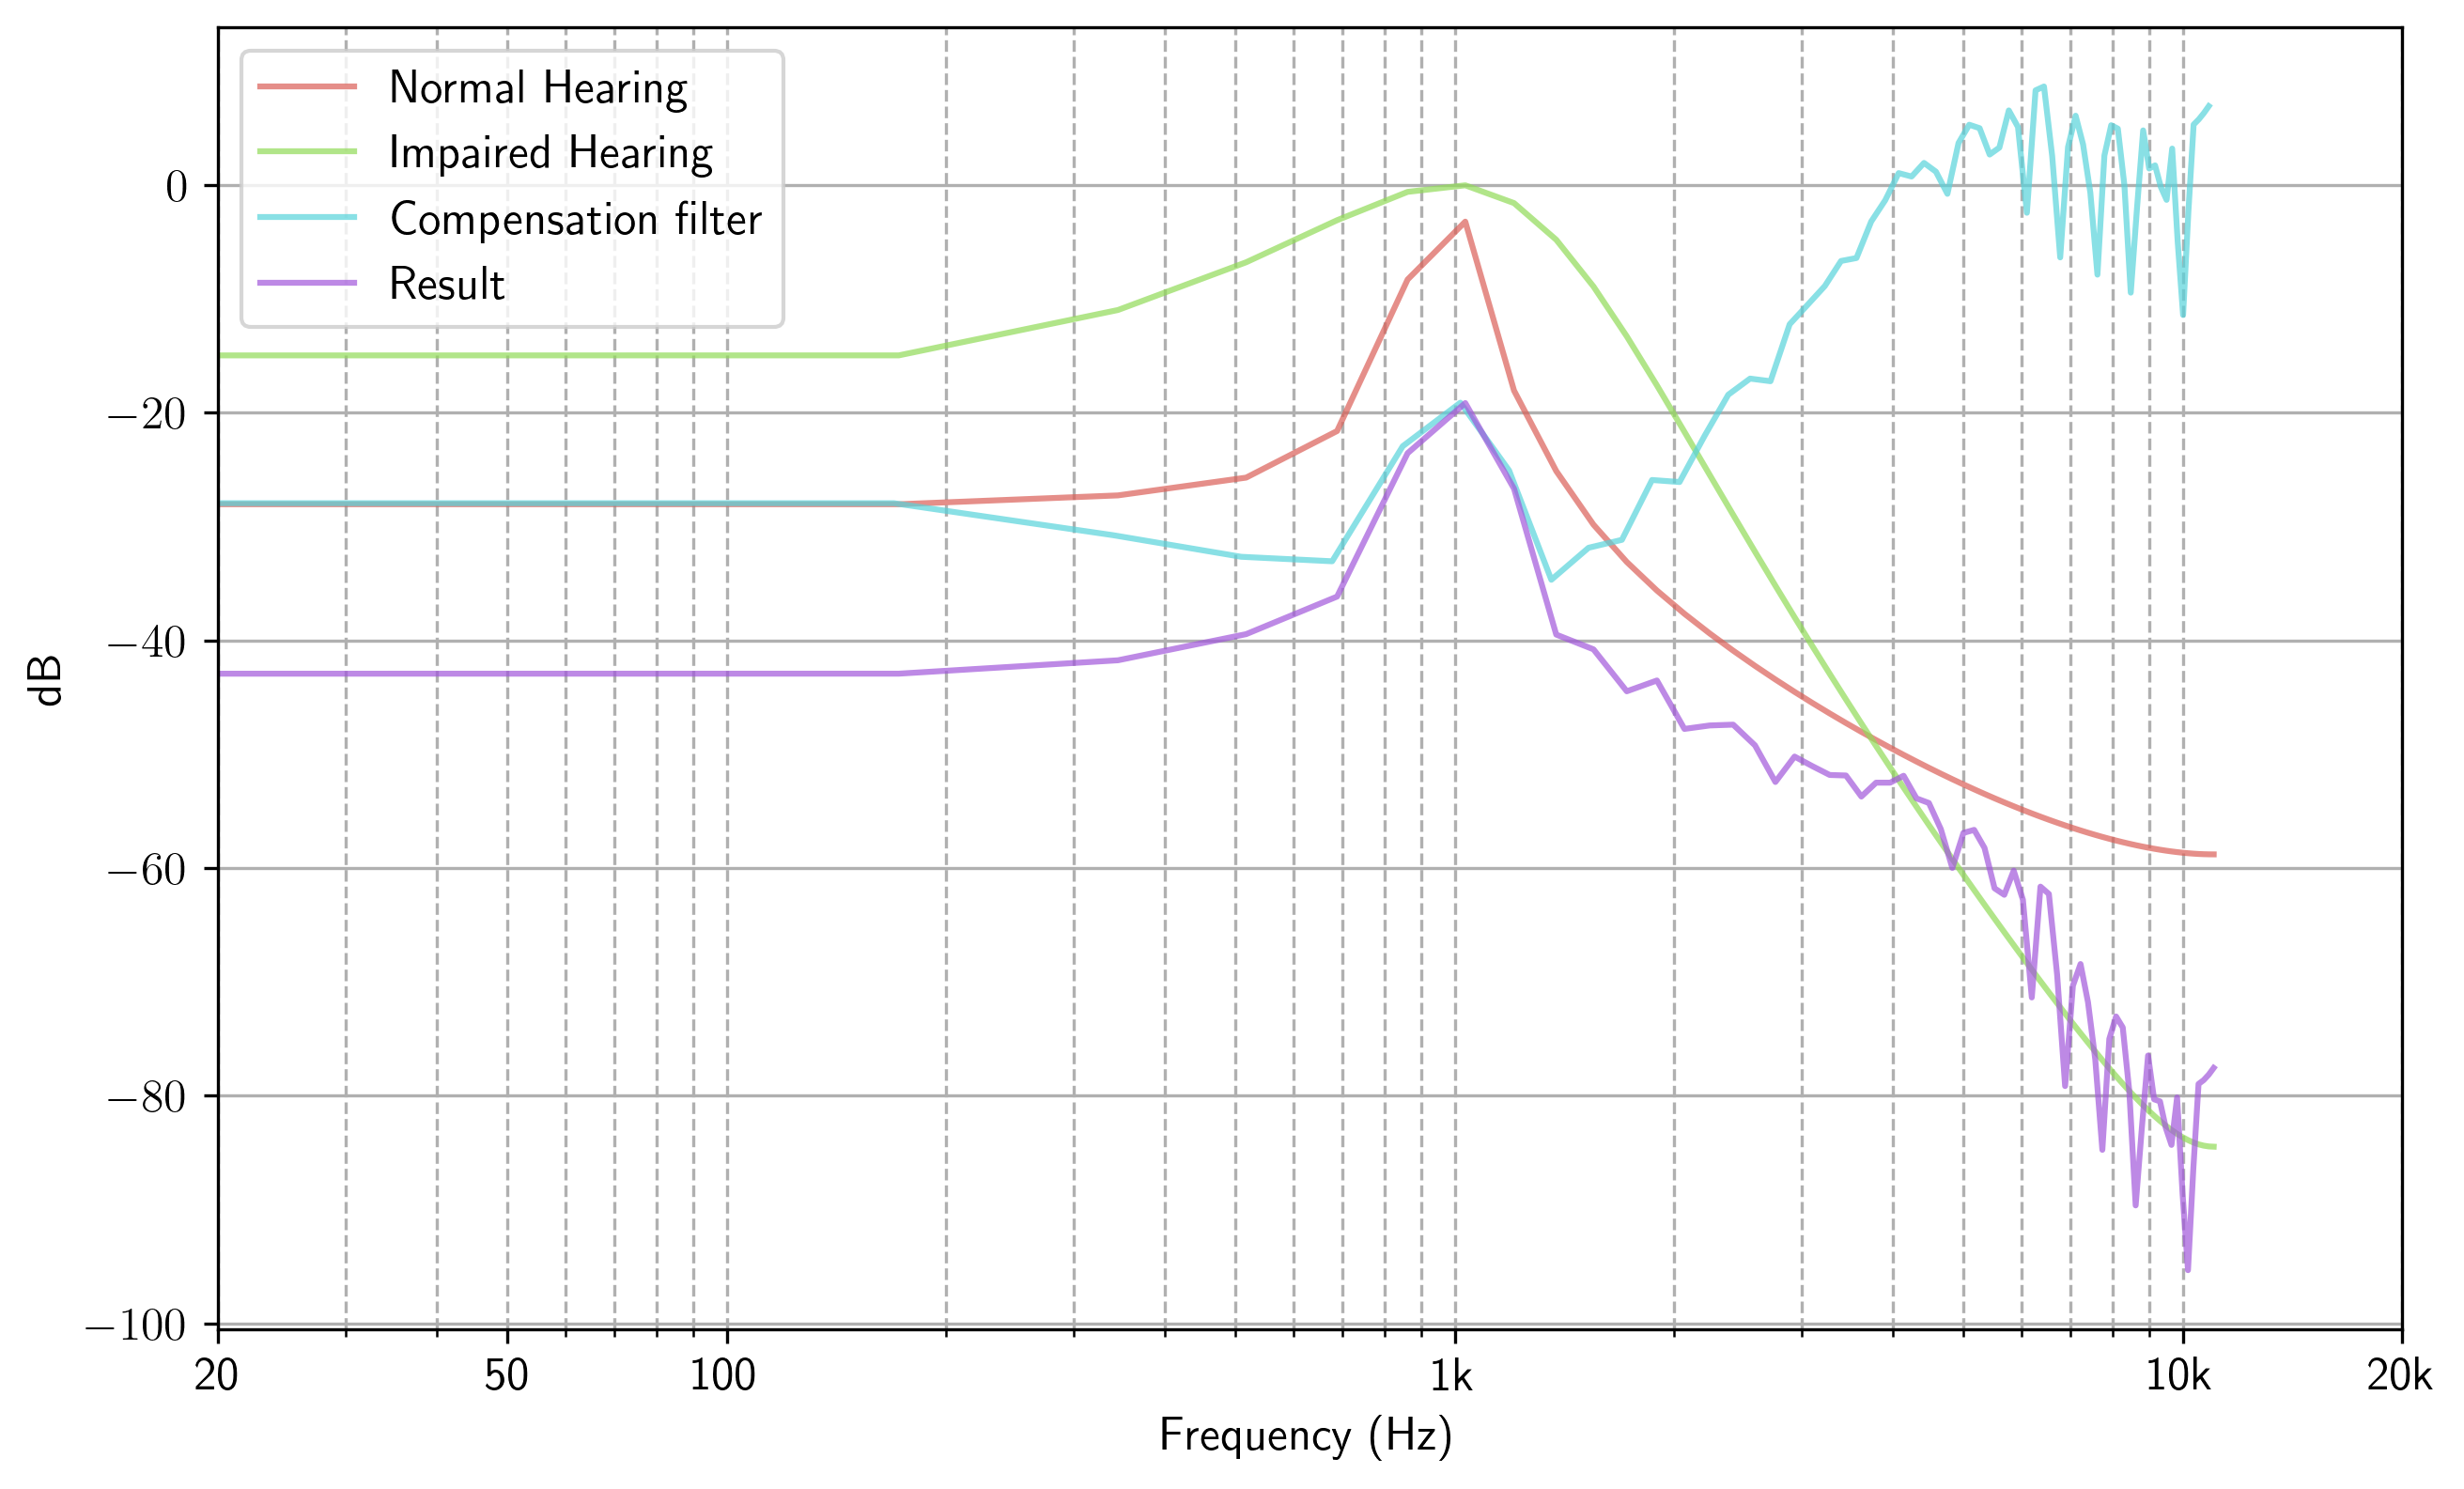 Normal Hearing
Impaired Hearing
Compensation filter
Result
0
−20
−40
−60
−80
−100
dB
20 50 100 1k 10k 20k
Frequency (Hz)